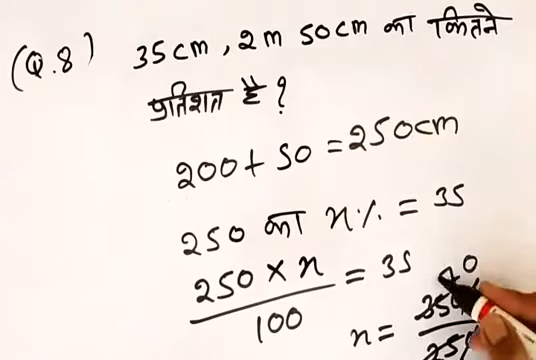 (Q.8) 35cm, 2m 50cm का कितने
प्रतिशत है ?
200 + 50 = 250cm
250 का n% = 35
250 × n / 100 = 35
n =